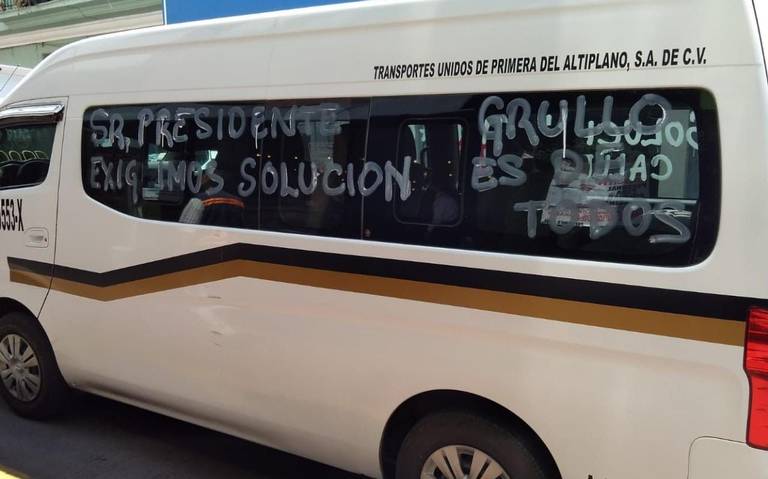 TRANSPORTES UNIDOS DE PRIMERA DEL ALTIPLANO, S.A. DE C.V.
SR, PRESIDENTE
EXIGIMOS SOLUCION
GRULLO
ES
TODOS
553-X